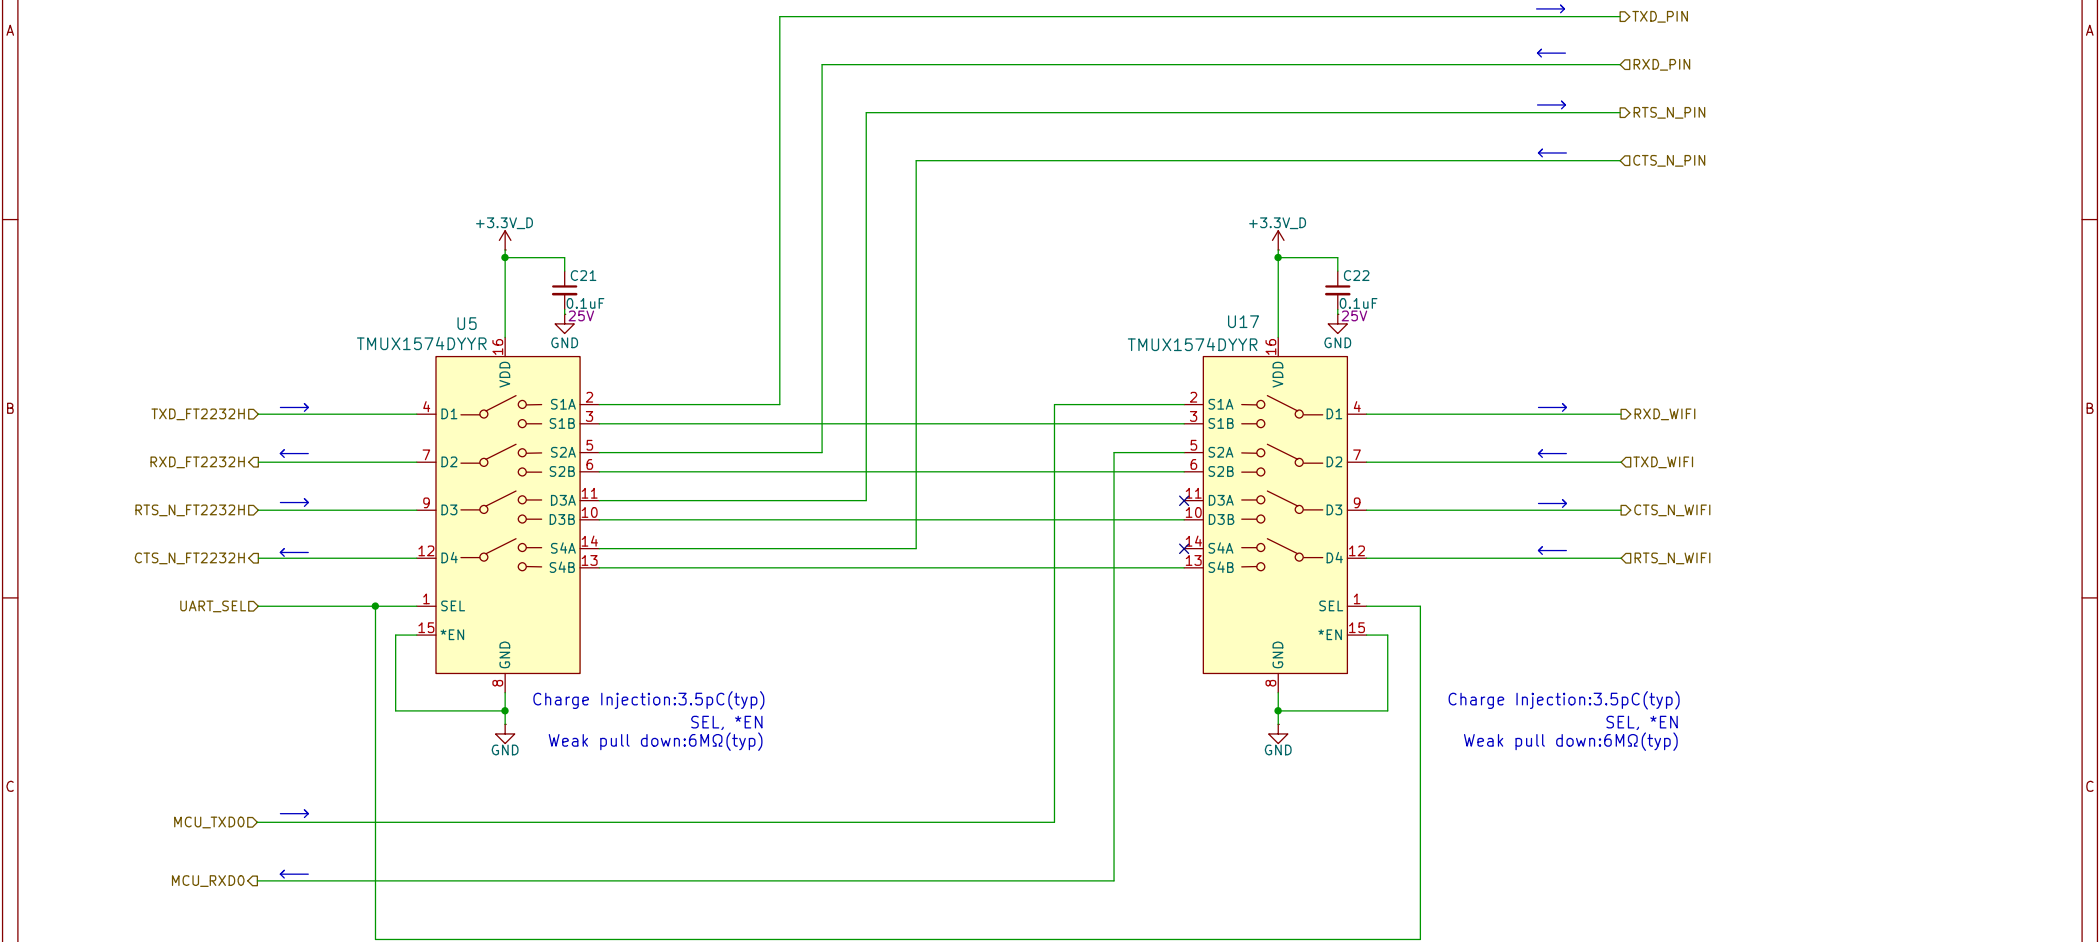 A
A
TXD_PIN
RXD_PIN
RTS_N_PIN
CTS_N_PIN
+3.3V_D
+3.3V_D
C21
0.1uF
25V
GND
C22
0.1uF
25V
GND
U5
TMUX1574DYYR
U17
TMUX1574DYYR
B
B
16
VDD
TXD_FT2232H
4
D1
S1A
2
S1B
3
RXD_FT2232H
7
D2
S2A
5
S2B
6
RTS_N_FT2232H
9
D3
D3A
11
D3B
10
CTS_N_FT2232H
12
D4
S4A
14
S4B
13
UART_SEL
1
SEL
15
*EN
GND
8
GND
16
VDD
2
S1A
3
S1B
D1
4
RXD_WIFI
5
S2A
6
S2B
D2
7
TXD_WIFI
11
D3A
10
D3B
D3
9
CTS_N_WIFI
14
S4A
13
S4B
D4
12
RTS_N_WIFI
SEL
1
*EN
15
GND
8
GND
Charge Injection:3.5pC(typ)
SEL, *EN
Weak pull down:6MΩ(typ)
Charge Injection:3.5pC(typ)
SEL, *EN
Weak pull down:6MΩ(typ)
C
C
MCU_TXD0
MCU_RXD0